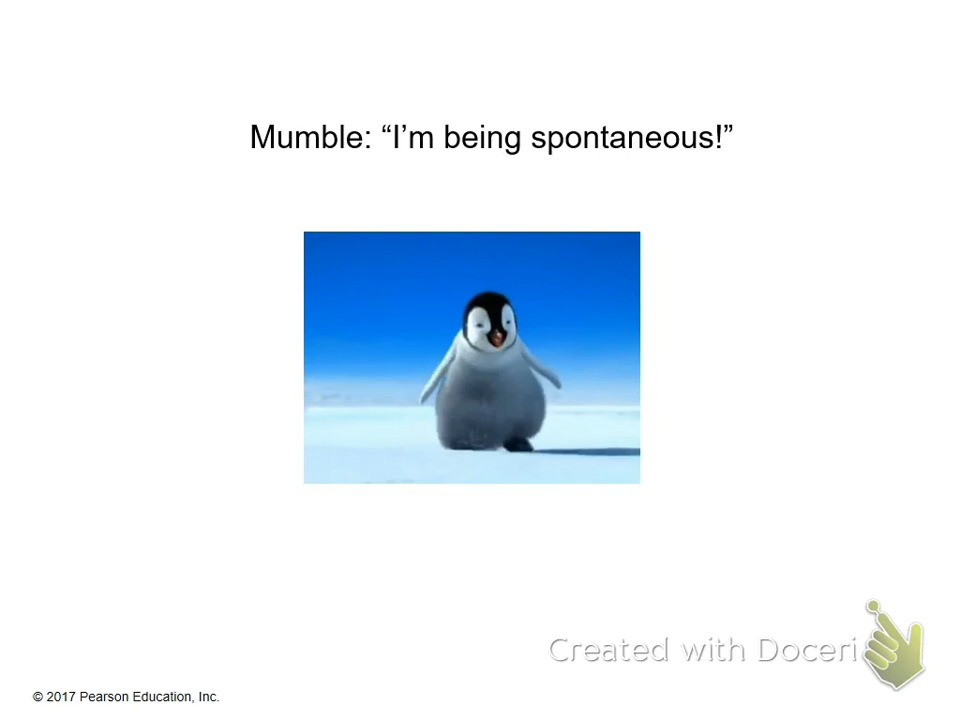 Mumble: “I’m being spontaneous!”
Created with Doceri
© 2017 Pearson Education, Inc.